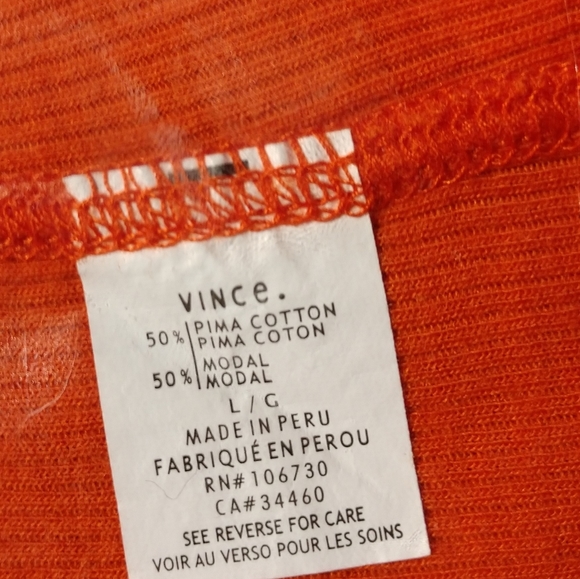 VINCe.
50% PIMA COTTON
PIMA COTON
50% MODAL
MODAL
L / G
MADE IN PERU
FABRIQUÉ EN PEROU
RN#106730
CA#34460
SEE REVERSE FOR CARE
VOIR AU VERSO POUR LES SOINS